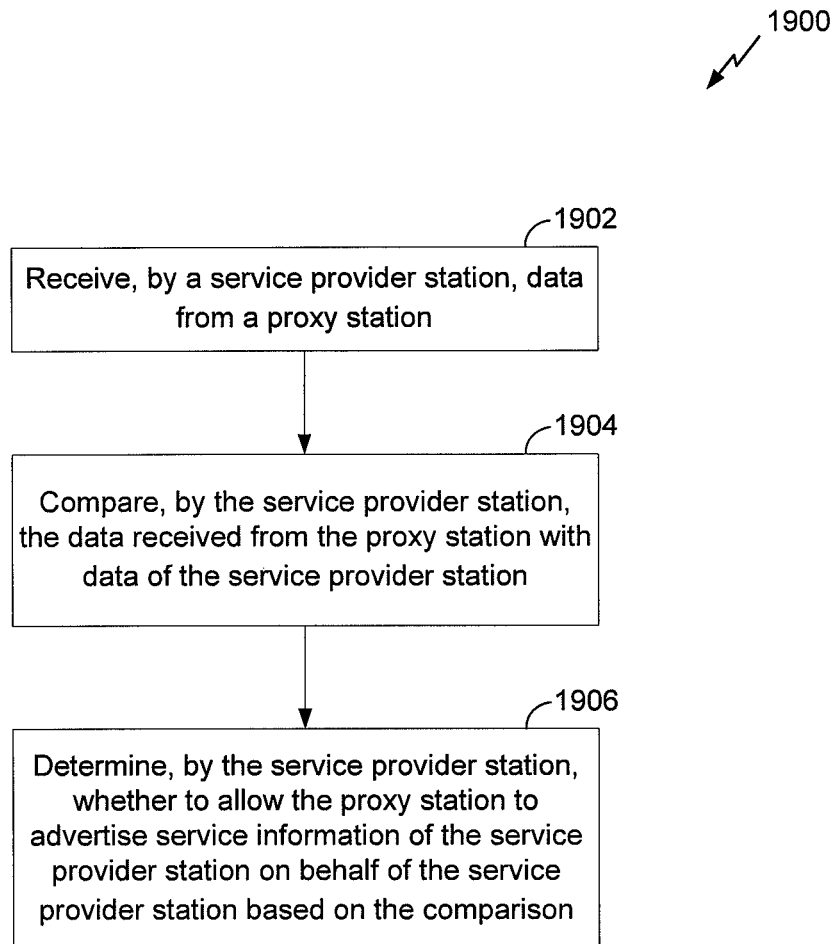 1900
1902
Receive, by a service provider station, data
from a proxy station
1904
Compare, by the service provider station,
the data received from the proxy station with
data of the service provider station
1906
Determine, by the service provider station,
whether to allow the proxy station to
advertise service information of the service
provider station on behalf of the service
provider station based on the comparison